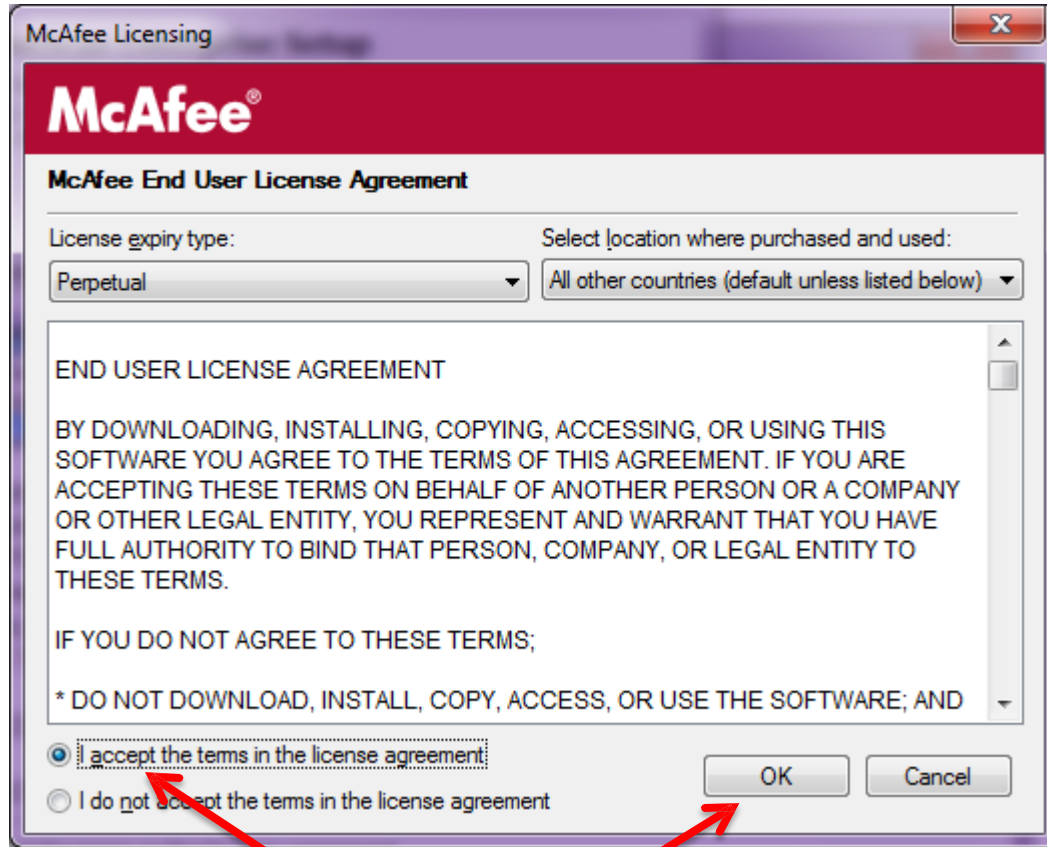 McAfee Licensing
McAfee®
McAfee End User License Agreement
License expiry type:
Select location where purchased and used:
Perpetual
All other countries (default unless listed below)
END USER LICENSE AGREEMENT
BY DOWNLOADING, INSTALLING, COPYING, ACCESSING, OR USING THIS
SOFTWARE YOU AGREE TO THE TERMS OF THIS AGREEMENT. IF YOU ARE
ACCEPTING THESE TERMS ON BEHALF OF ANOTHER PERSON OR A COMPANY
OR OTHER LEGAL ENTITY, YOU REPRESENT AND WARRANT THAT YOU HAVE
FULL AUTHORITY TO BIND THAT PERSON, COMPANY, OR LEGAL ENTITY TO
THESE TERMS.
IF YOU DO NOT AGREE TO THESE TERMS;
* DO NOT DOWNLOAD, INSTALL, COPY, ACCESS, OR USE THE SOFTWARE; AND
I accept the terms in the license agreement
I do not accept the terms in the license agreement
OK
Cancel